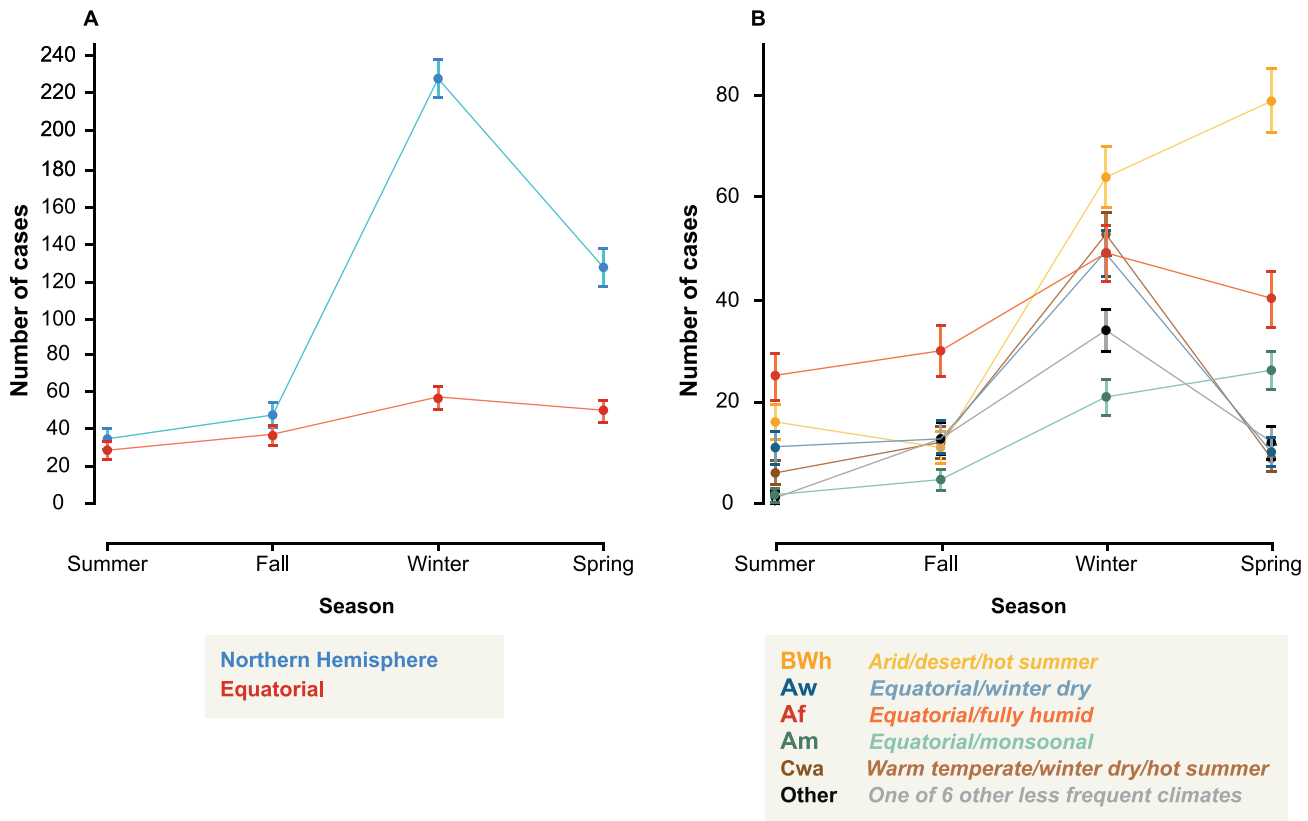 A
Number of cases
240
220
200
180
160
140
120
100
80
60
40
20
0
Summer Fall Winter Spring
Season
Northern Hemisphere
Equatorial
B
Number of cases
80
60
40
20
0
Summer Fall Winter Spring
Season
BWh Arid/desert/hot summer
Aw Equatorial/winter dry
Af Equatorial/fully humid
Am Equatorial/monsoonal
Cwa Warm temperate/winter dry/hot summer
Other One of 6 other less frequent climates